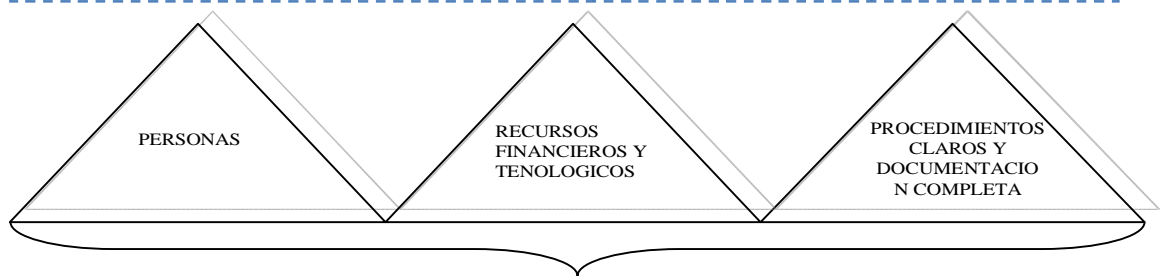 PERSONAS
RECURSOS
FINANCIEROS Y
TENOLOGICOS
PROCEDIMIENTOS
CLAROS Y
DOCUMENTACIO
N COMPLETA